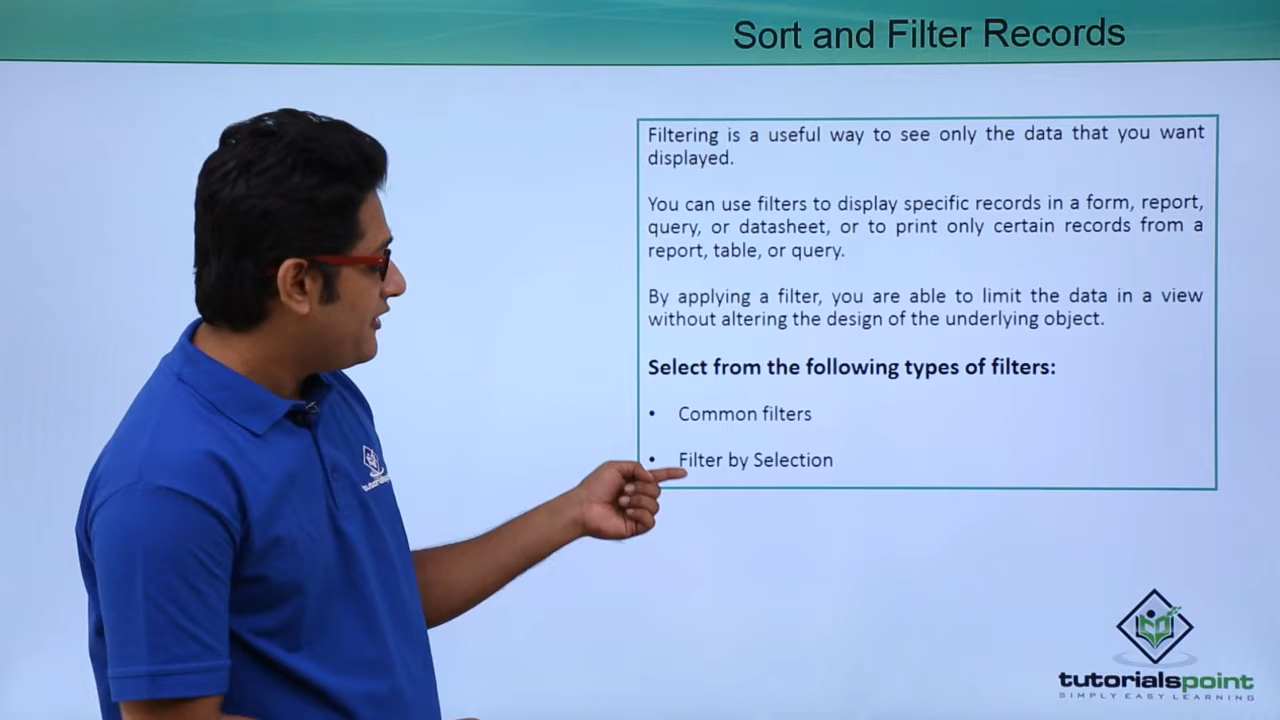 Sort and Filter Records
Filtering is a useful way to see only the data that you want
displayed.
You can use filters to display specific records in a form, report,
query, or datasheet, or to print only certain records from a
report, table, or query.
By applying a filter, you are able to limit the data in a view
without altering the design of the underlying object.
Select from the following types of filters:
• Common filters
• Filter by Selection
tutorialspoint
SIMPLY EASY LEARNING